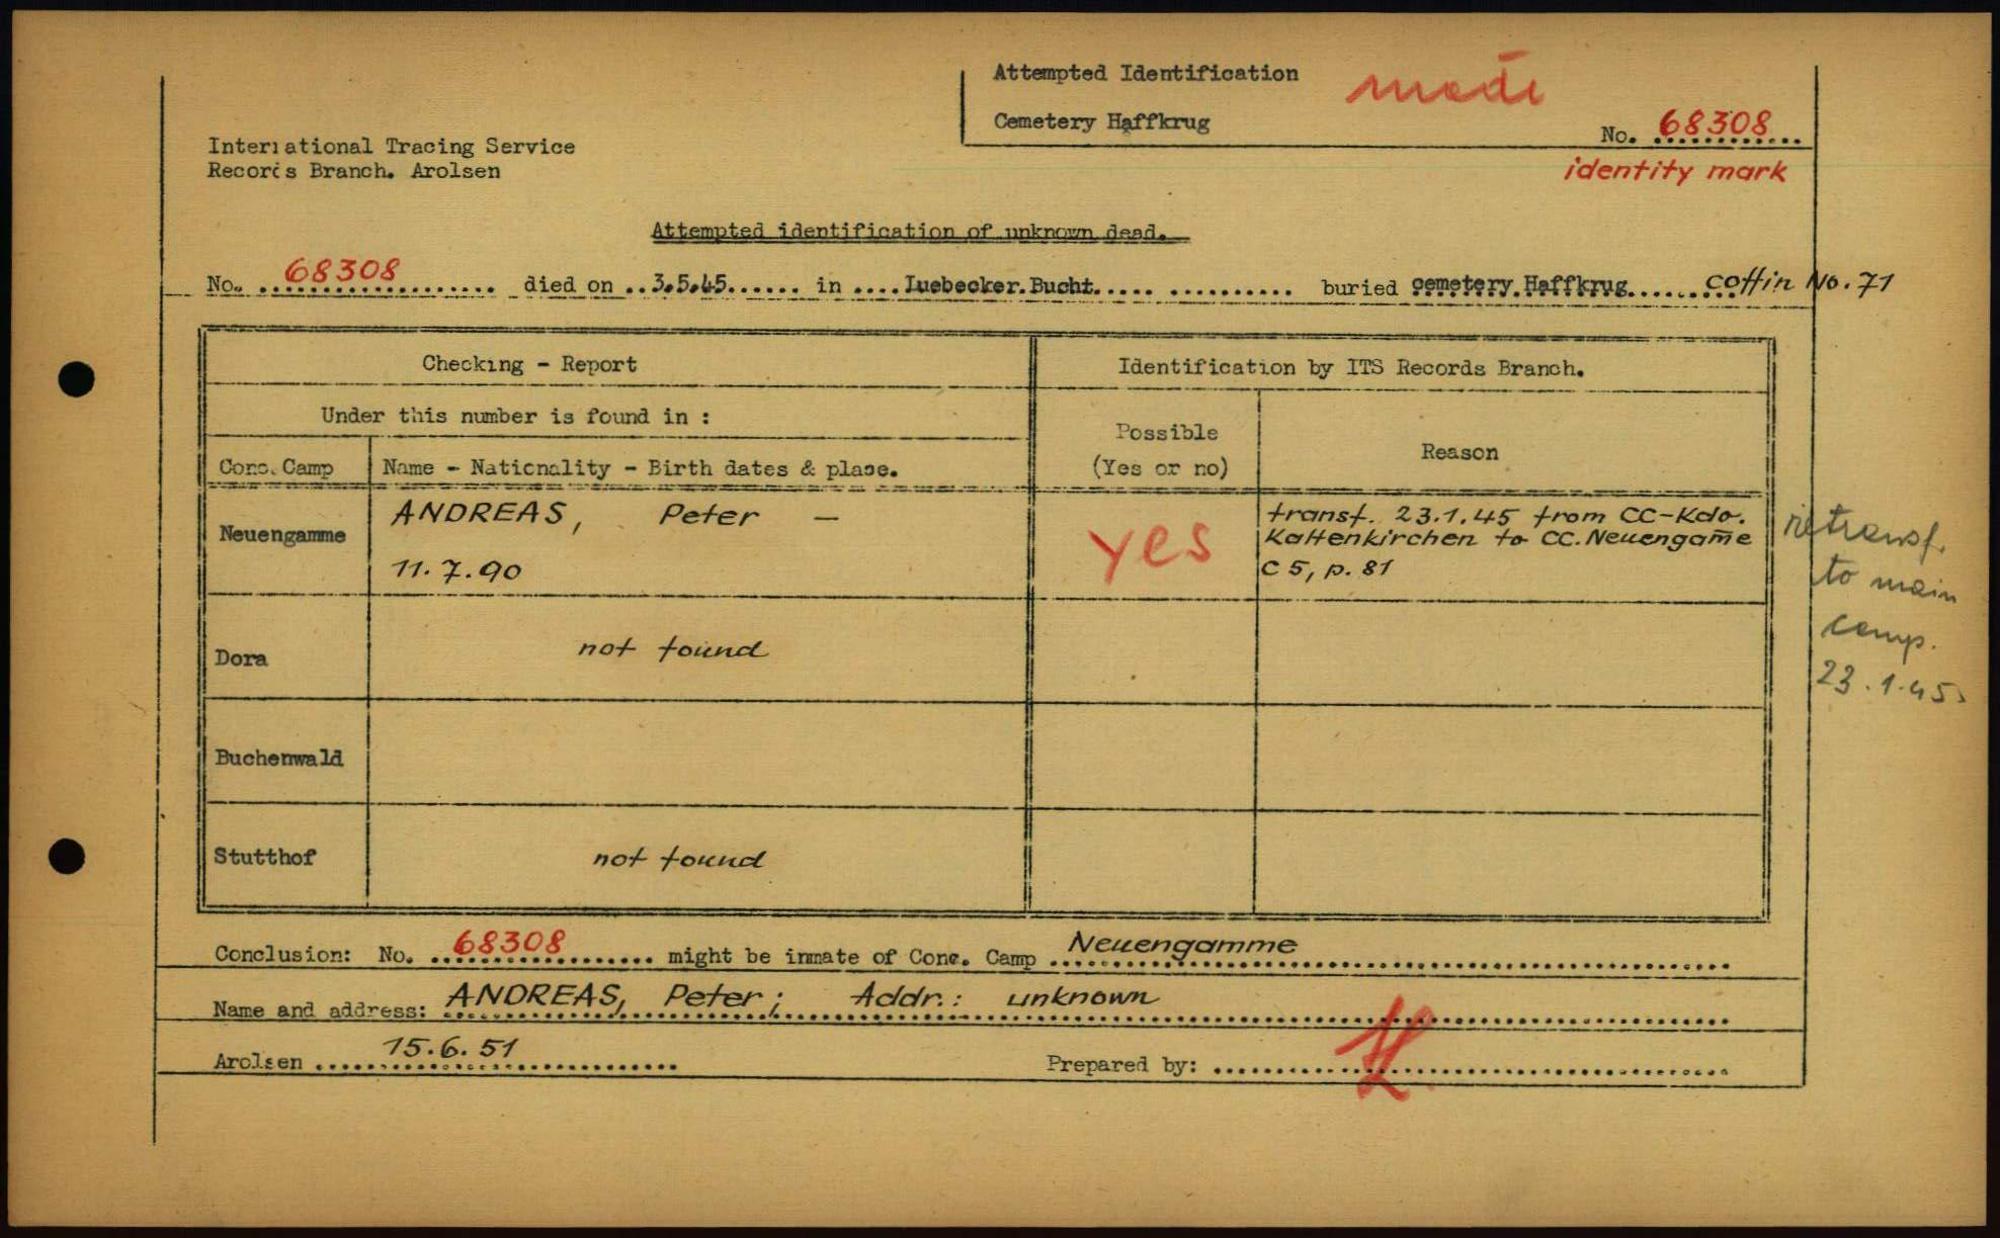 Attempted Identification
Cemetery Haffkrug
made
No. 68308
identity mark
International Tracing Service
Records Branch. Arolsen
Attempted identification of unknown dead.
No. 68308 died on 3.5.45 in Luebecker Bucht buried cemetery Haffkrug coffin No. 71
Checking - Report
Identification by ITS Records Branch.
Under this number is found in :
Possible
(Yes or no)
Reason
Conc. Camp
Name - Nationality - Birth dates & place.
Neuengamme
ANDREAS, Peter —
11.7.90
yes
transf. 23.1.45 from CC-Kdo.
Kaltenkirchen to CC. Neuengam̅e
C 5, p. 81
retransf.
to main
camp.
23.1.45
Dora
not found
Buchenwald
Stutthof
not found
Conclusion: No. 68308 might be inmate of Conc. Camp Neuengamme
Name and address: ANDREAS, Peter; Addr.: unknown
Arolsen 15.6.51
Prepared by: